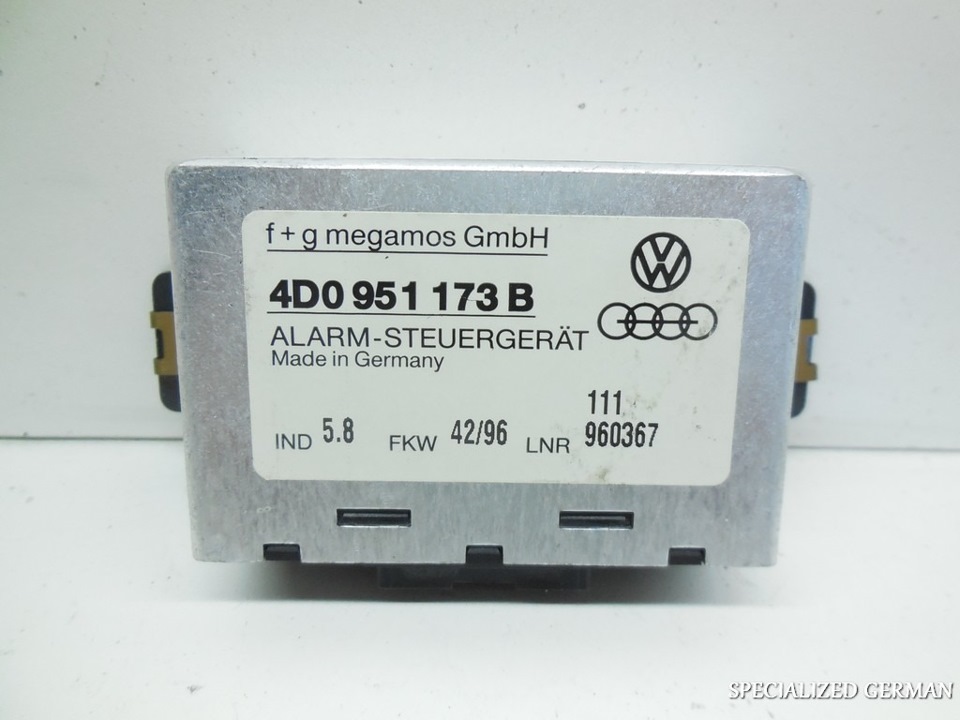 f + g megamos GmbH
4D0 951 173 B
ALARM-STEUERGERÄT
Made in Germany
111
IND 5.8 FKW 42/96 LNR 960367
SPECIALIZED GERMAN